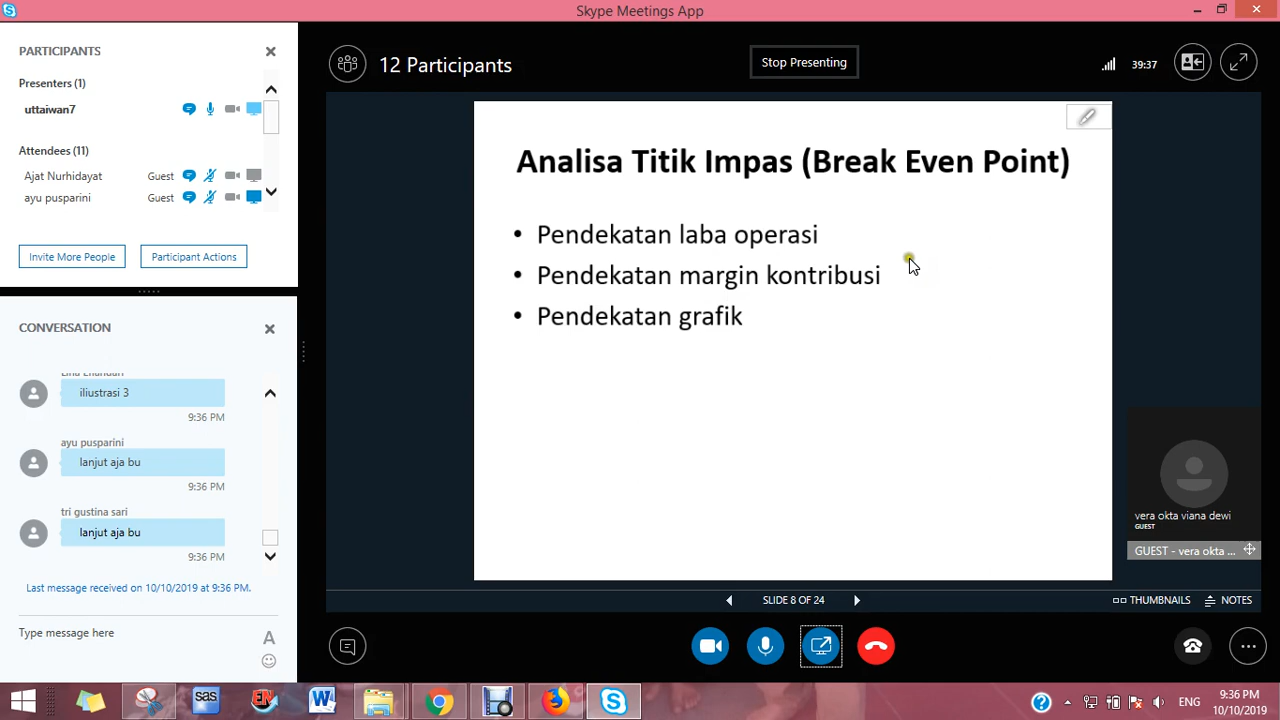 Skype Meetings App
PARTICIPANTS
Presenters (1)
uttaiwan7
Attendees (11)
Ajat Nurhidayat Guest
ayu pusparini Guest
Invite More People Participant Actions
CONVERSATION
iliustrasi 3
9:36 PM
ayu pusparini
lanjut aja bu
9:36 PM
tri gustina sari
lanjut aja bu
9:36 PM
Last message received on 10/10/2019 at 9:36 PM.
Type message here
A
12 Participants
Stop Presenting
39:37
Analisa Titik Impas (Break Even Point)
• Pendekatan laba operasi
• Pendekatan margin kontribusi
• Pendekatan grafik
vera okta viana dewi
GUEST
GUEST - vera okta ...
SLIDE 8 OF 24
THUMBNAILS NOTES
sas EN W S
ENG
9:36 PM
10/10/2019